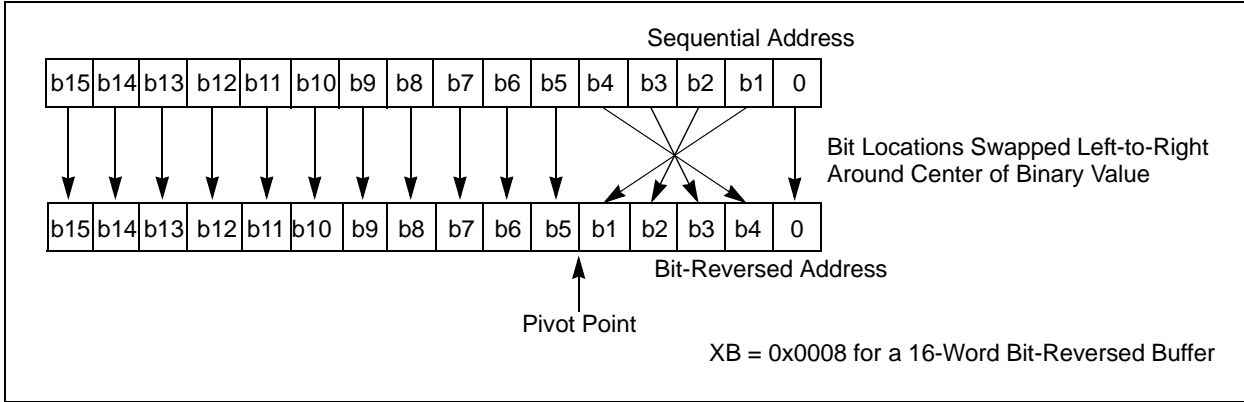 Sequential Address
b15 b14 b13 b12 b11 b10 b9 b8 b7 b6 b5 b4 b3 b2 b1 0
Bit Locations Swapped Left-to-Right
Around Center of Binary Value
b15 b14 b13 b12 b11 b10 b9 b8 b7 b6 b5 b1 b2 b3 b4 0
Bit-Reversed Address
Pivot Point
XB = 0x0008 for a 16-Word Bit-Reversed Buffer